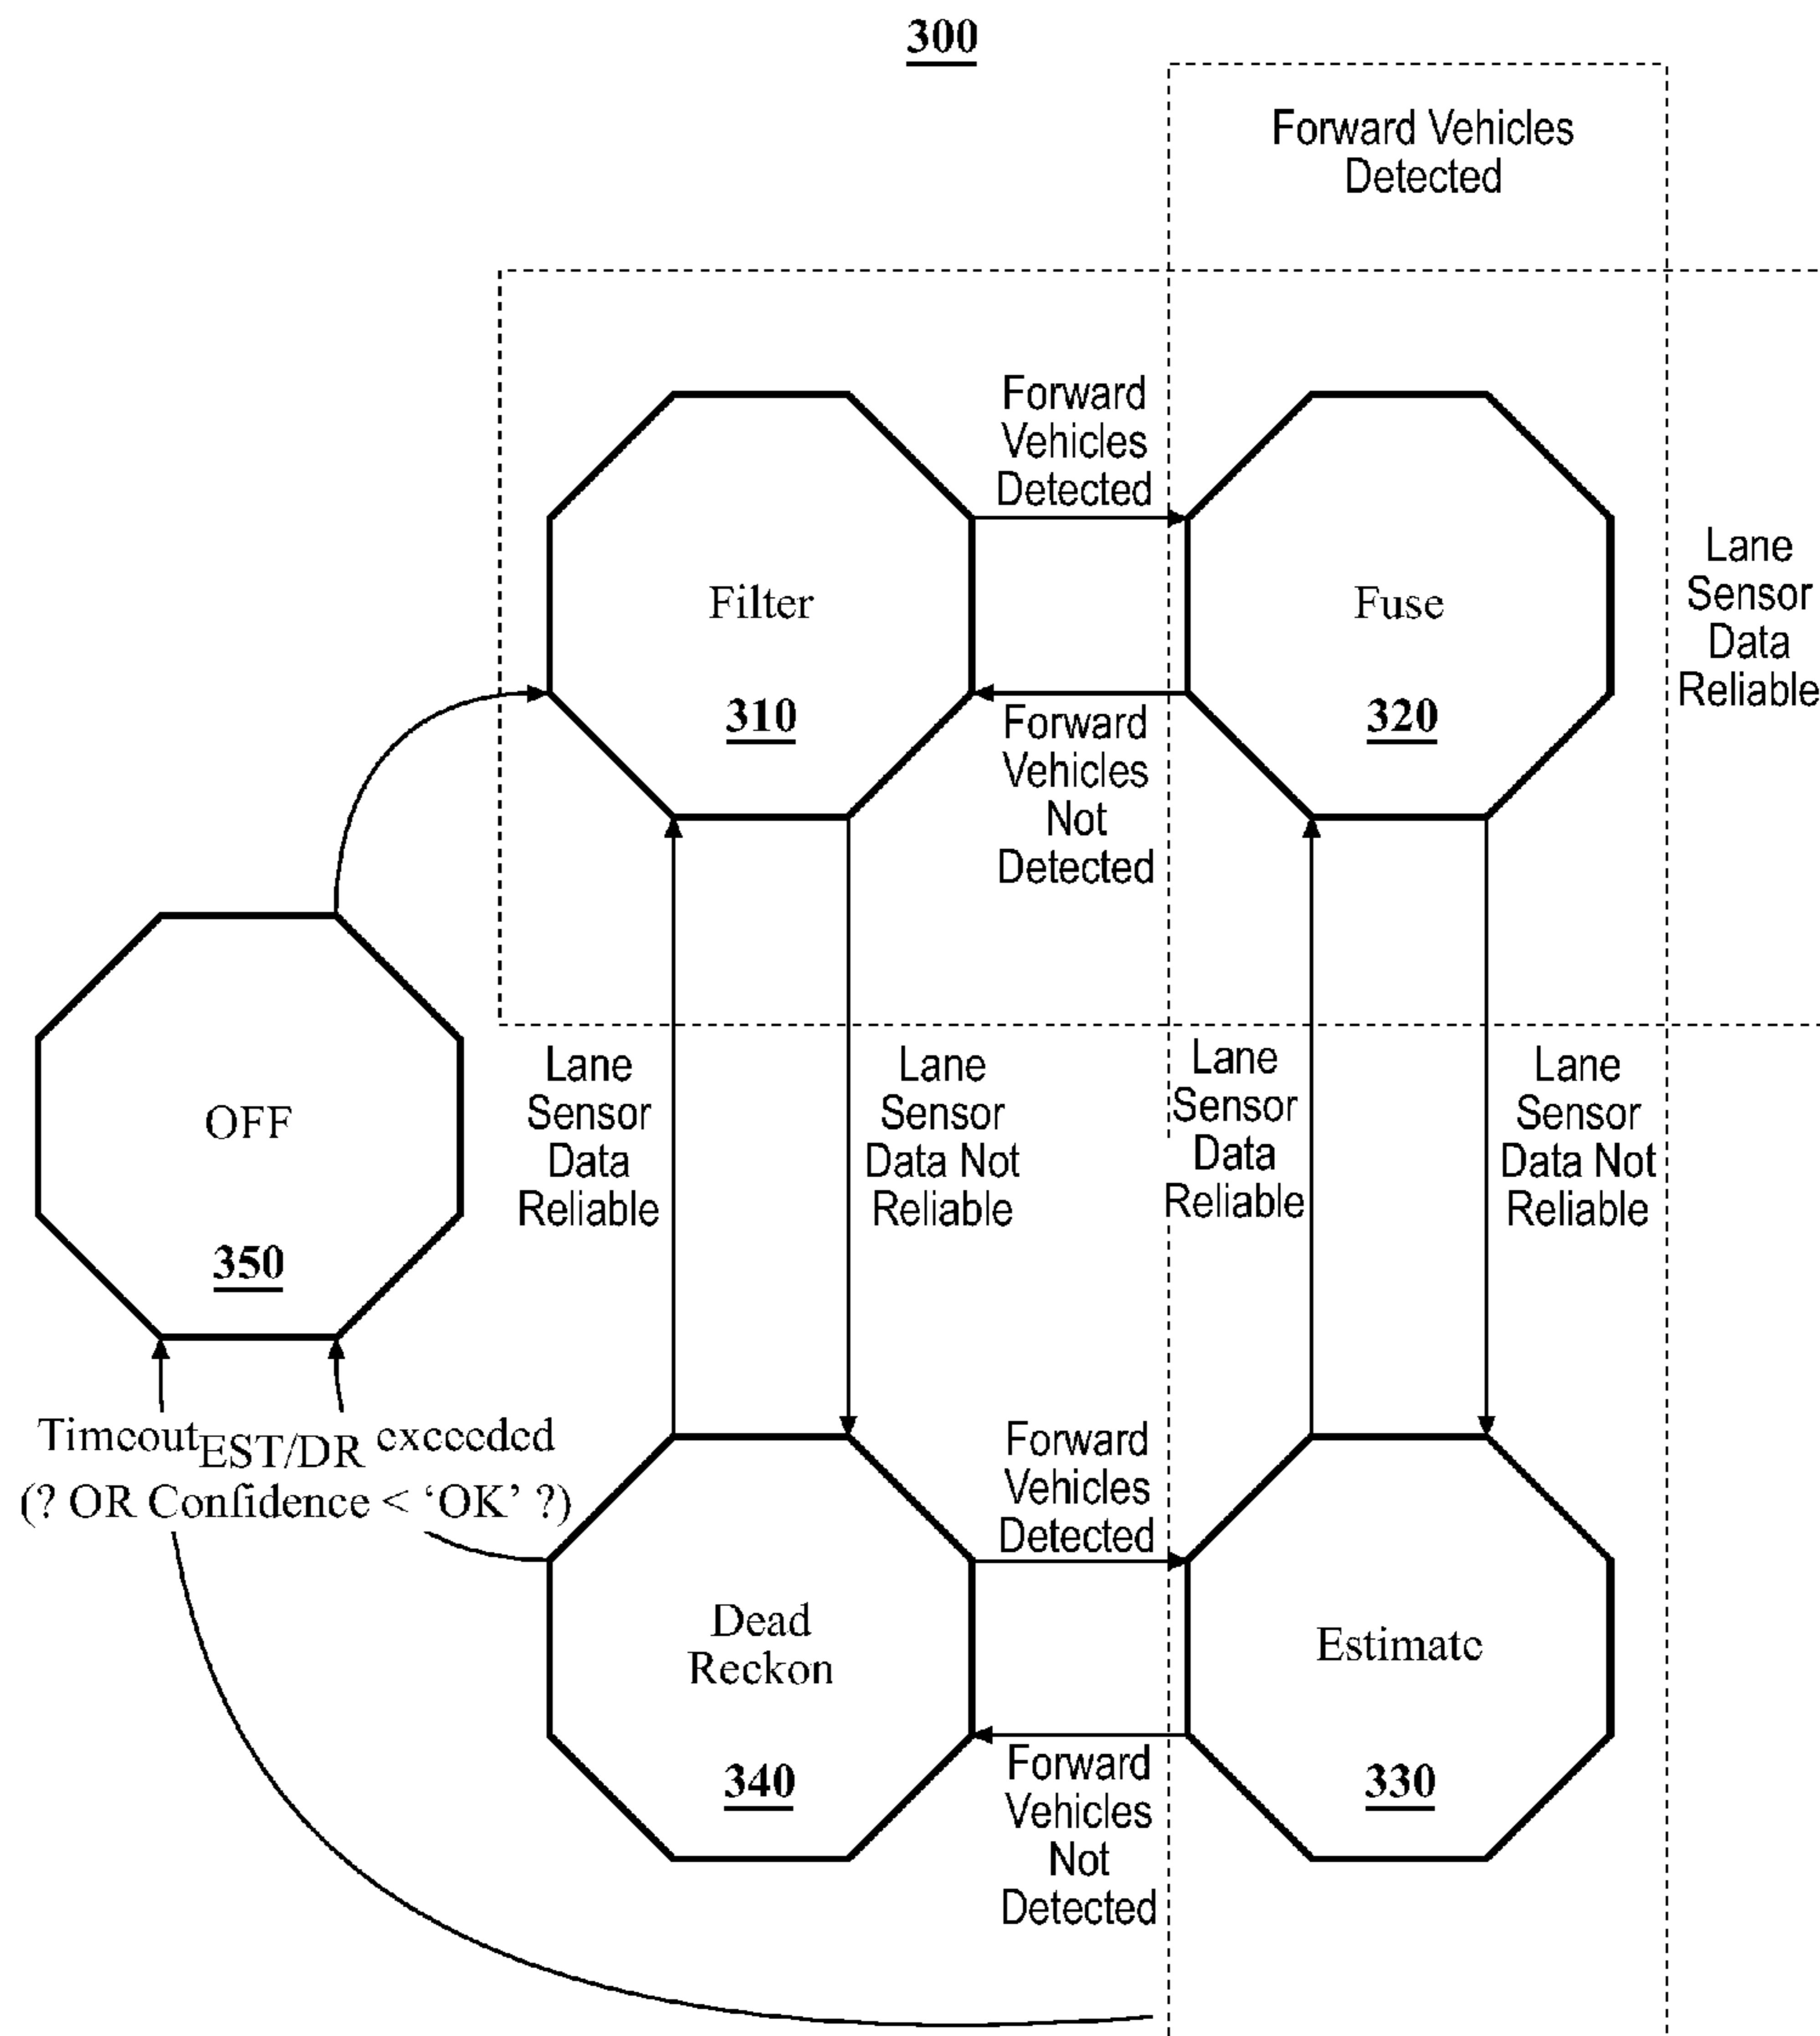 300
Forward Vehicles
Detected
Forward
Vehicles
Detected
Filter
310
Fuse
320
Lane
Sensor
Data
Reliable
Forward
Vehicles
Not
Detected
OFF
350
Lane
Sensor
Data
Reliable
Lane
Sensor
Data Not
Reliable
Lane
Sensor
Data
Reliable
Lane
Sensor
Data Not
Reliable
Timeout EST/DR exceeded
(? OR Confidence < ‘OK’ ?)
Forward
Vehicles
Detected
Dead
Reckon
340
Estimate
330
Forward
Vehicles
Not
Detected